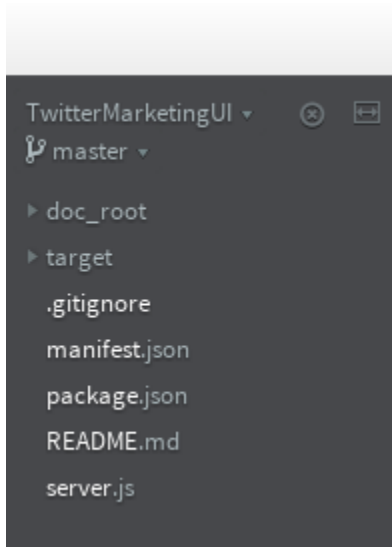 TwitterMarketingUI
master
doc_root
target
.gitignore
manifest.json
package.json
README.md
server.js